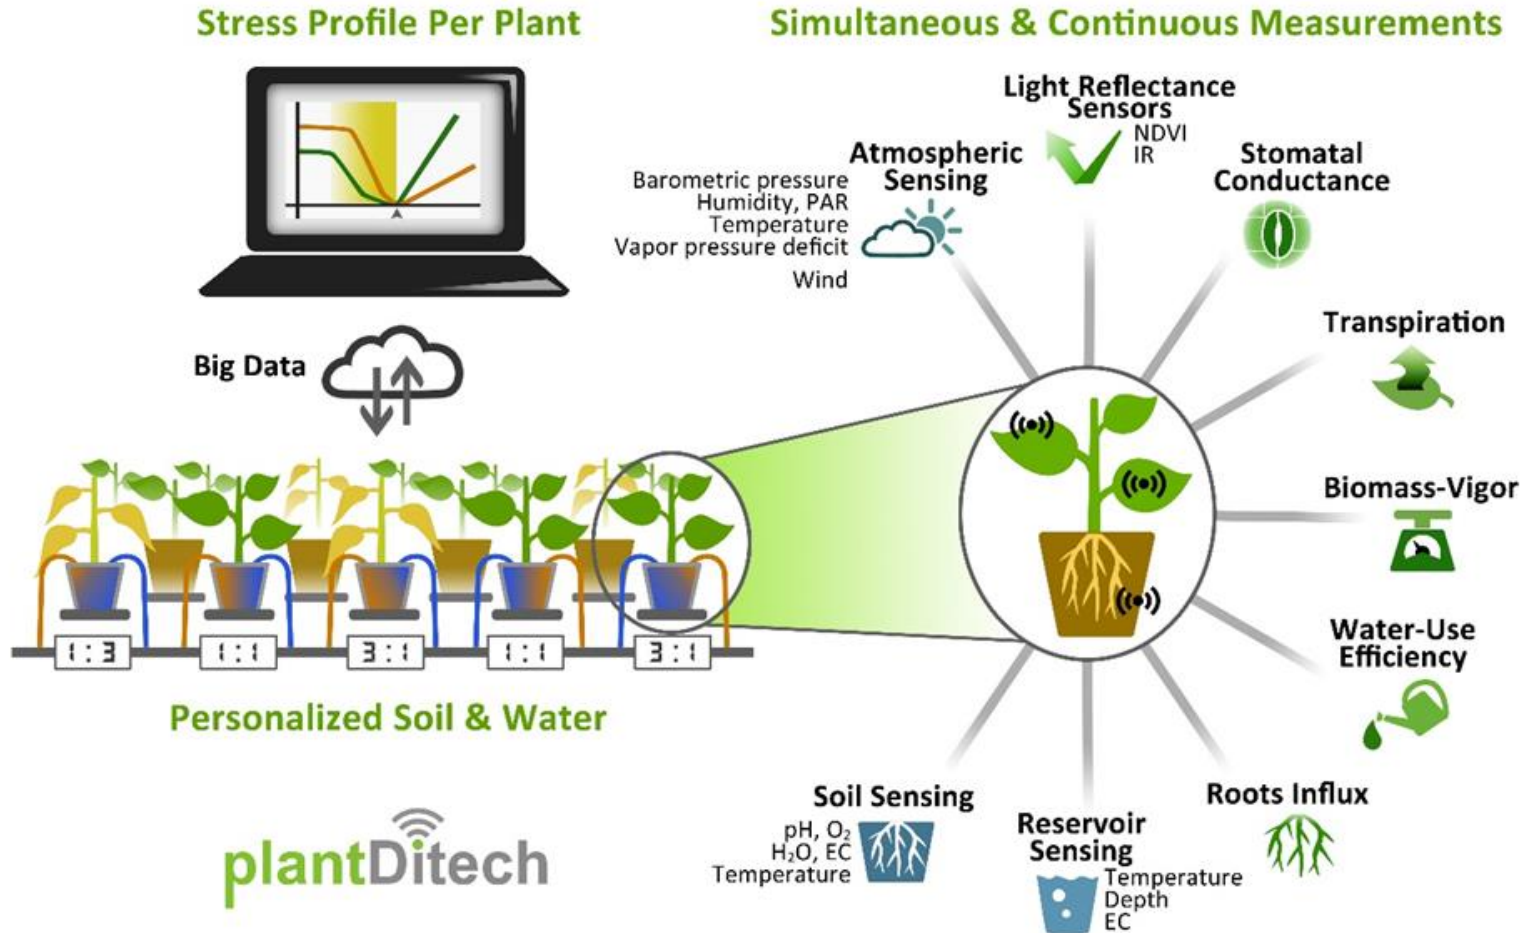 Stress Profile Per Plant
Simultaneous & Continuous Measurements
Light Reflectance
Sensors
NDVI
IR
Atmospheric
Sensing
Barometric pressure
Humidity, PAR
Temperature
Vapor pressure deficit
Wind
Stomatal
Conductance
Transpiration
Big Data
Biomass-Vigor
1:3
1:1
3:1
1:1
3:1
Water-Use
Efficiency
Personalized Soil & Water
Soil Sensing
pH, O₂
H₂O, EC
Temperature
Reservoir
Sensing
Temperature
Depth
EC
Roots Influx
plantDitech